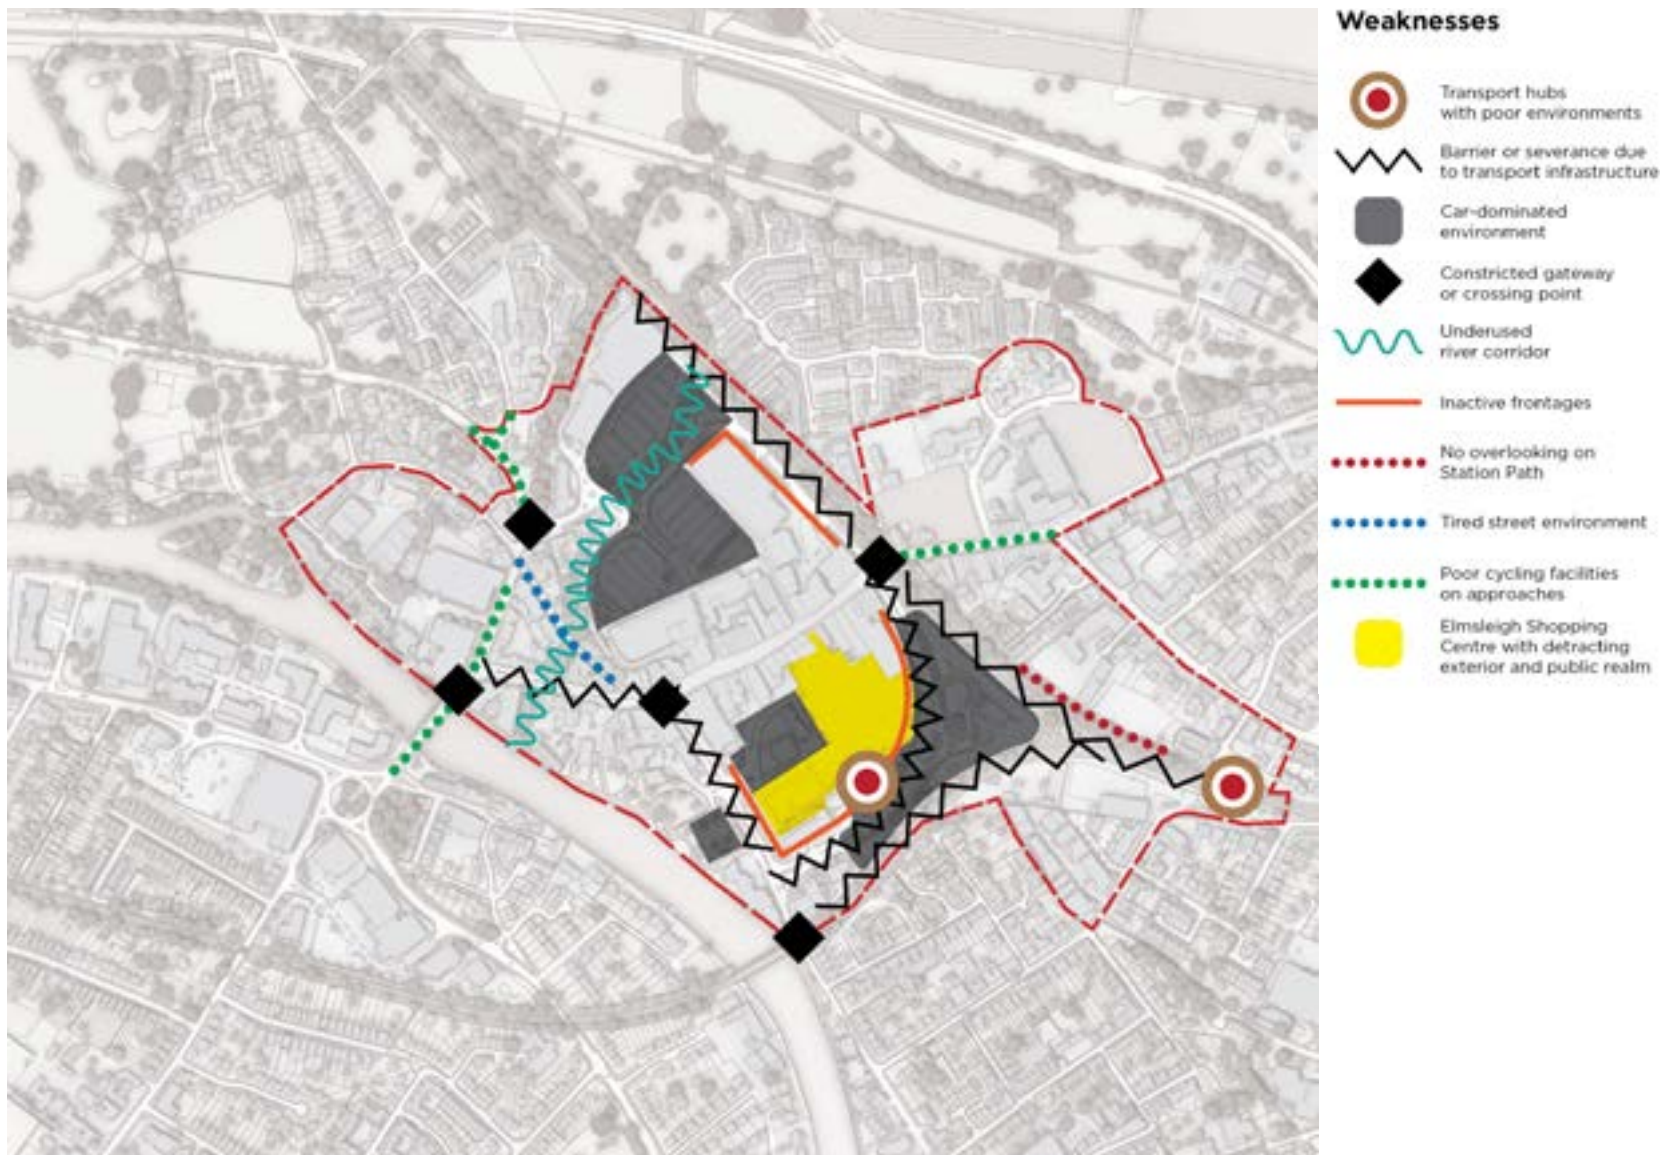 Weaknesses
Transport hubs
with poor environments
Barrier or severance due
to transport infrastructure
Car-dominated
environment
Constricted gateway
or crossing point
Underused
river corridor
Inactive frontages
No overlooking on
Station Path
Tired street environment
Poor cycling facilities
on approaches
Elmsleigh Shopping
Centre with detracting
exterior and public realm